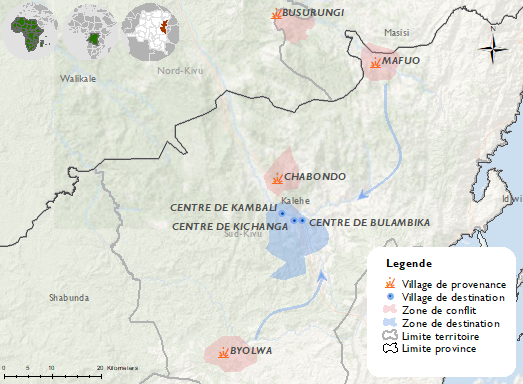 BUSURUNGI
Masisi
MAFUO
Walikale
Nord-Kivu
CHABONDO
Kalehe
CENTRE DE KAMBALI
CENTRE DE KICHANGA
CENTRE DE BULAMBIKA
Sud-Kivu
Idjwi
Shabunda
BYOLWA
0 5 10 20 Kilometers
Legende
Village de provenance
Village de destination
Zone de conflit
Zone de destination
Limite territoire
Limite province